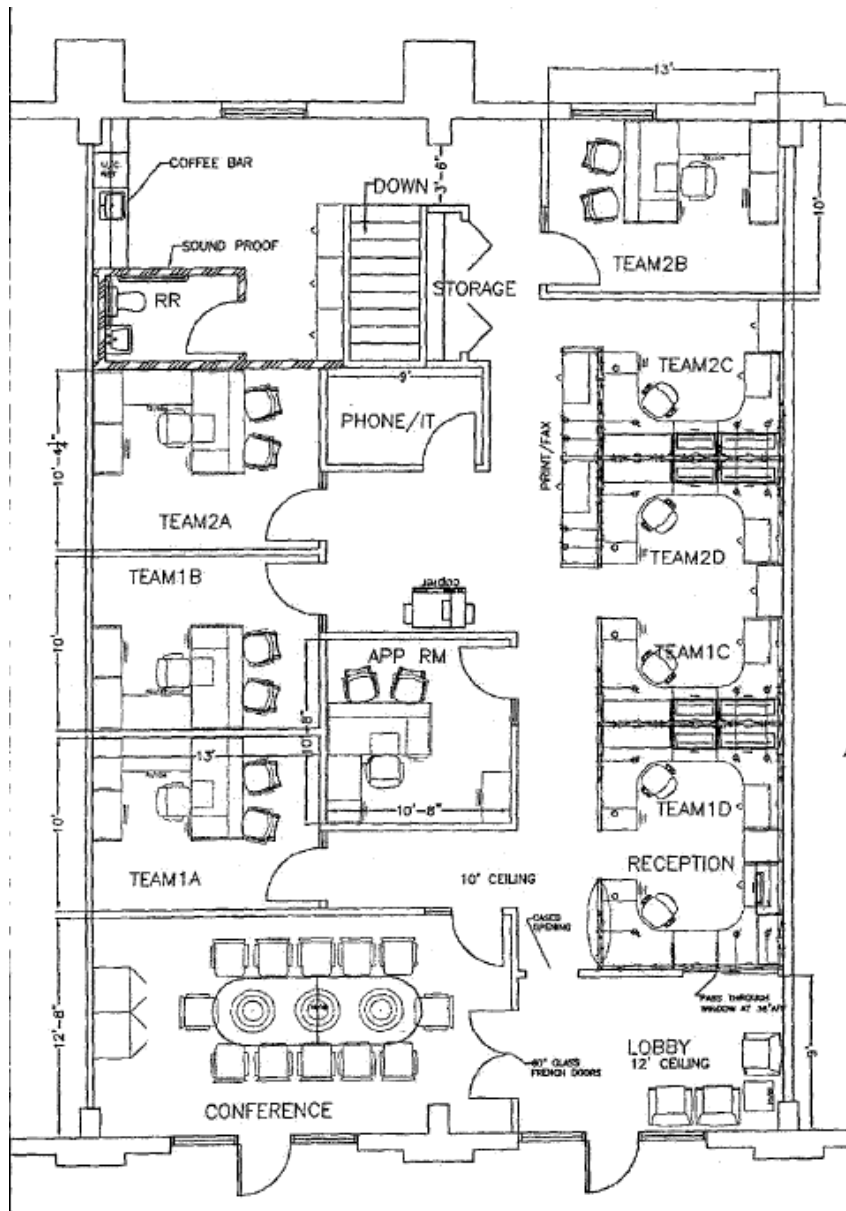 13'
COFFEE BAR
DOWN
3'-6"
SOUND PROOF
10'
TEAM2B
RR
STORAGE
TEAM2C
9'
PHONE/IT
PRINT/FAX
10'-4½"
TEAM2A
TEAM2D
TEAM1B
copier
10'
APP RM
TEAM1C
10'-8"
13'
10'-8"
TEAM1D
10'
TEAM1A
10" CEILING
RECEPTION
CASED
OPENING
PASS THROUGH
WINDOW AT 36"A/F
12'-8"
60" GLASS
FRENCH DOORS
LOBBY
12' CEILING
9'
CONFERENCE